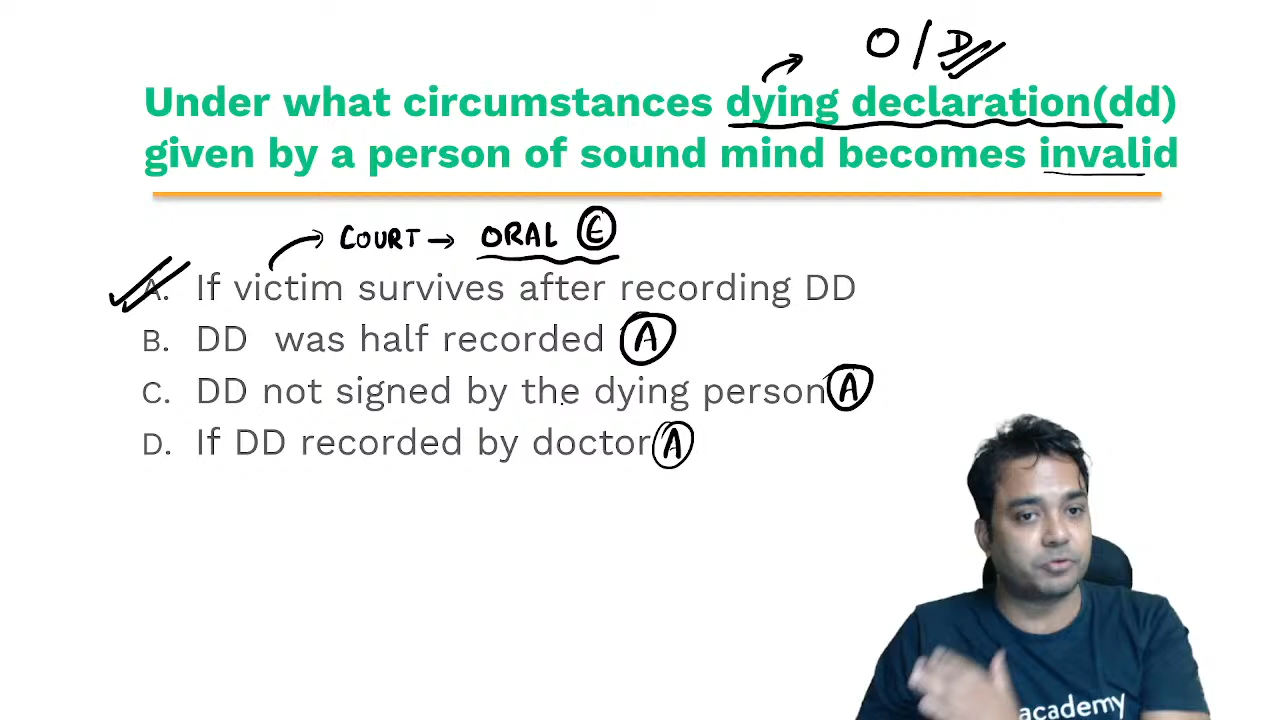 O / D
Under what circumstances dying declaration(dd)
given by a person of sound mind becomes invalid
COURT → ORAL E
A. If victim survives after recording DD
B. DD was half recorded A
C. DD not signed by the dying person A
D. If DD recorded by doctor A
academy